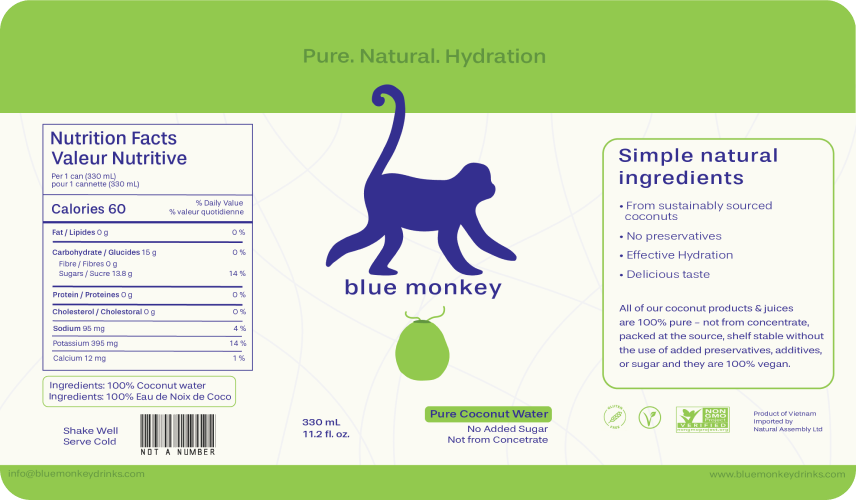 Pure. Natural. Hydration
Nutrition Facts
Valeur Nutritive
Per 1 can (330 mL)
pour 1 cannette (330 mL)
Calories 60
% Daily Value
% valeur quotidienne
Fat / Lipides 0 g 0 %
Carbohydrate / Glucides 15 g 0 %
Fibre / Fibres 0 g
Sugars / Sucre 13.8 g 14 %
Protein / Proteines 0 g 0 %
Cholesterol / Cholestoral 0 g 0 %
Sodium 95 mg 4 %
Potassium 395 mg 14 %
Calcium 12 mg 1 %
Ingredients: 100% Coconut water
Ingredients: 100% Eau de Noix de Coco
Shake Well
Serve Cold
NOT A NUMBER
blue monkey
330 mL
11.2 fl. oz.
Pure Coconut Water
No Added Sugar
Not from Concetrate
Simple natural
ingredients
• From sustainably sourced
coconuts
• No preservatives
• Effective Hydration
• Delicious taste
All of our coconut products & juices
are 100% pure – not from concentrate,
packed at the source, shelf stable without
the use of added preservatives, additives,
or sugar and they are 100% vegan.
GLUTEN
FREE
V
NON
GMO
Project
VERIFIED
nongmoproject.org
Product of Vietnam
Imported by
Natural Assembly Ltd
info@bluemonkeydrinks.com
www.bluemonkeydrinks.com